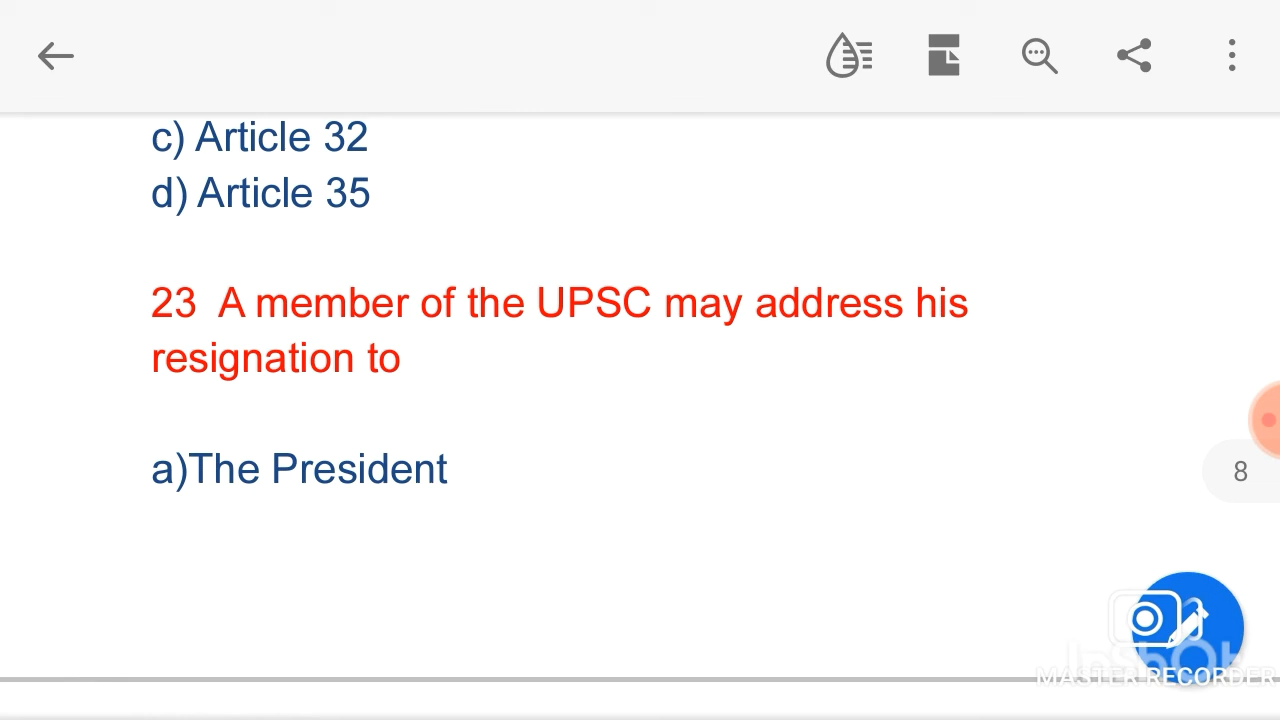 c) Article 32
d) Article 35
23 A member of the UPSC may address his
resignation to
a)The President
8
MASTER RECORDER